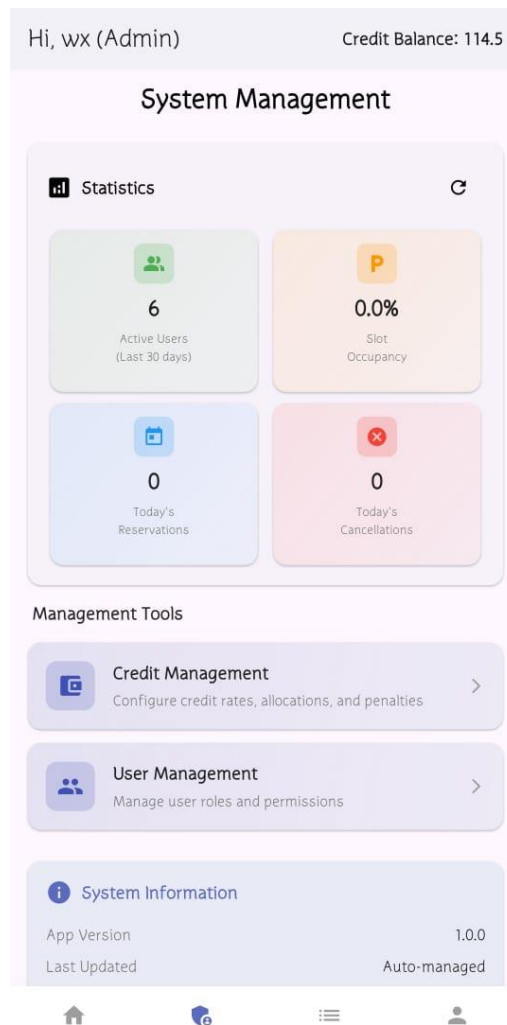 Hi, wx (Admin)
Credit Balance: 114.5
System Management
Statistics
P
6
Active Users
(Last 30 days)
0.0%
Slot
Occupancy
0
Today's
Reservations
0
Today's
Cancellations
Management Tools
Credit Management
Configure credit rates, allocations, and penalties
User Management
Manage user roles and permissions
System Information
App Version
1.0.0
Last Updated
Auto-managed